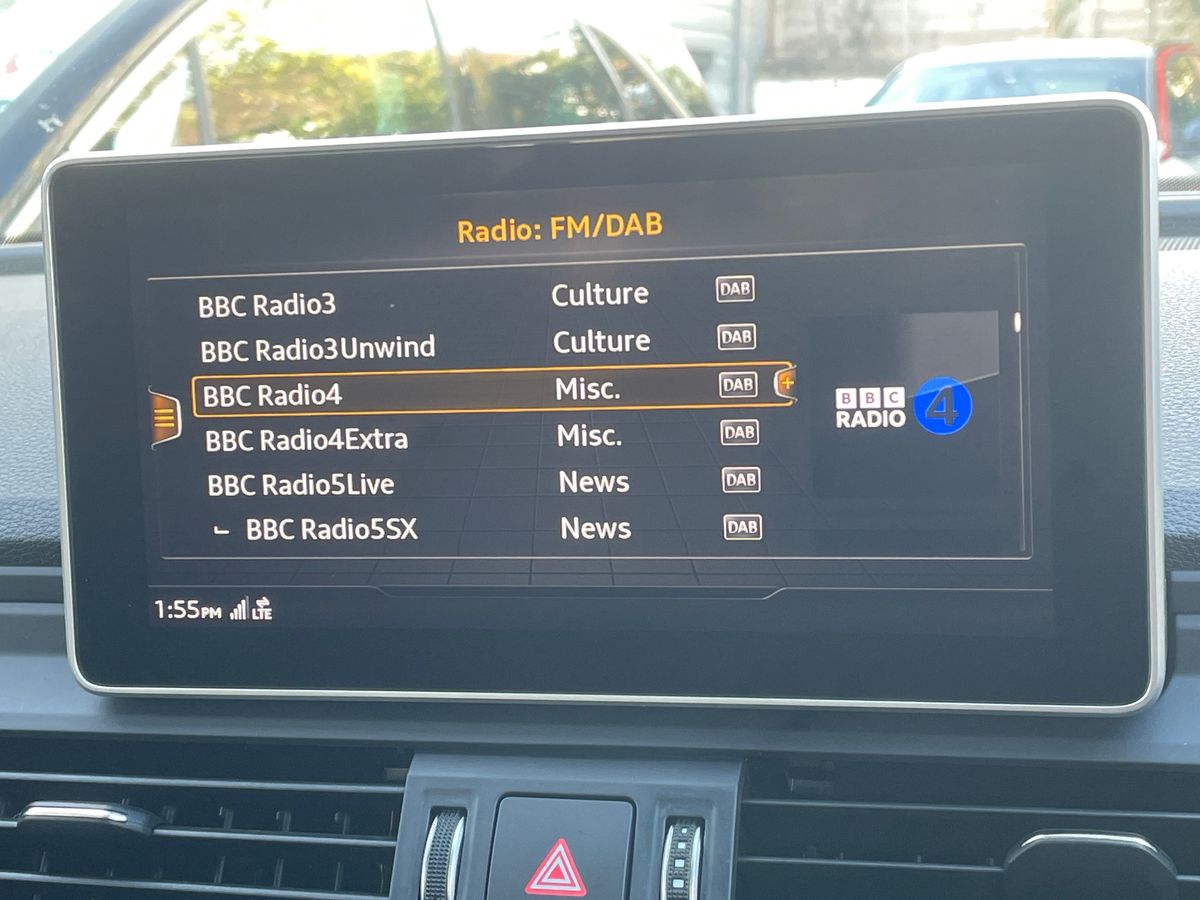 Radio: FM/DAB
BBC Radio3 Culture DAB
BBC Radio3Unwind Culture DAB
BBC Radio4 Misc. DAB +
BBC Radio4Extra Misc. DAB
BBC Radio5Live News DAB
BBC Radio5SX News DAB
BBC
RADIO 4
1:55PM LTE